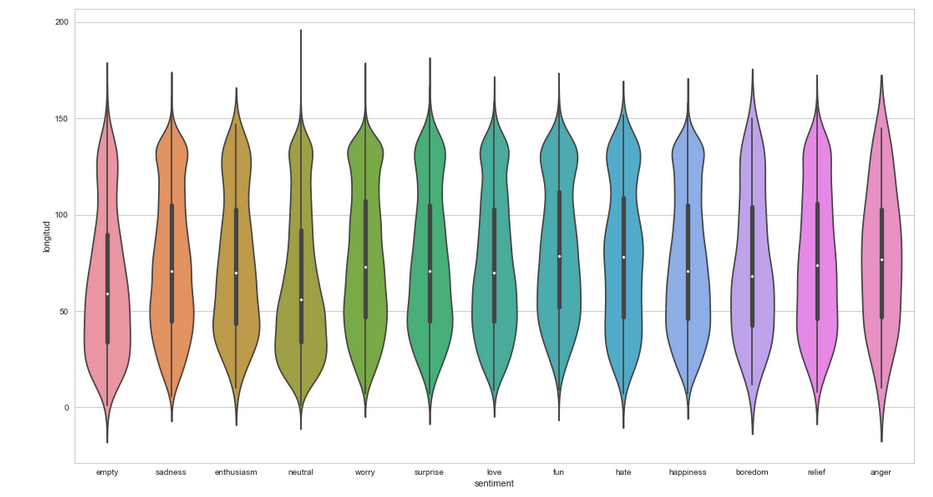 200
150
100
50
0
longitud
empty sadness enthusiasm neutral worry surprise love fun hate happiness boredom relief anger
sentiment